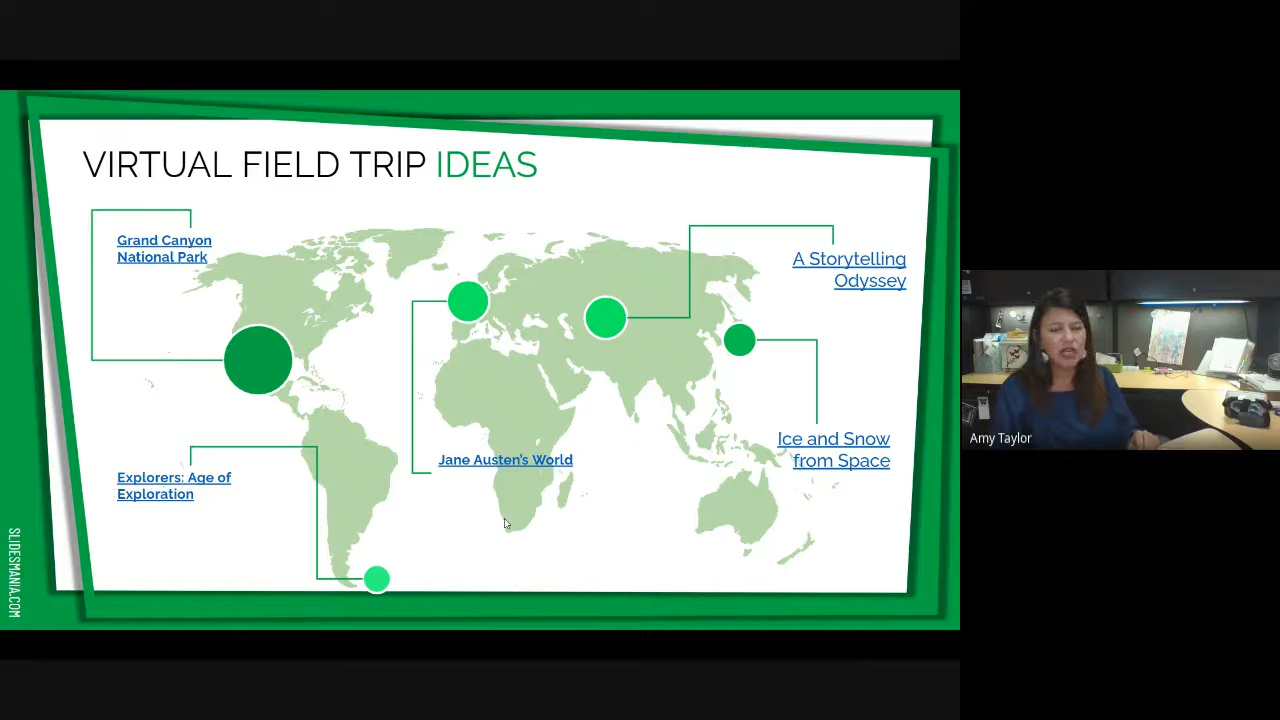 VIRTUAL FIELD TRIP IDEAS
Grand Canyon
National Park
A Storytelling
Odyssey
Ice and Snow
from Space
Jane Austen's World
Explorers: Age of
Exploration
SLIDESMANIA.COM
Amy Taylor